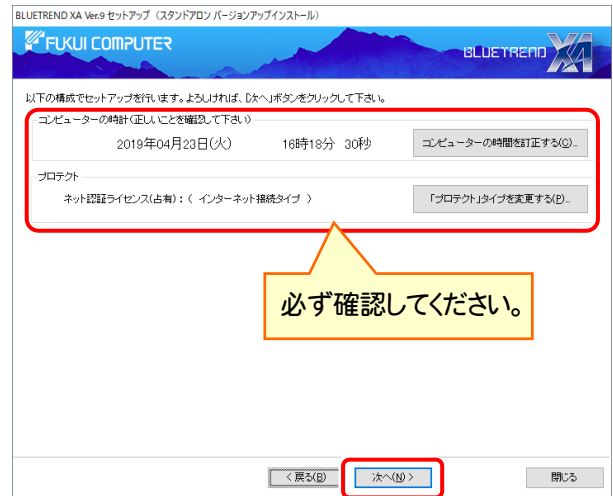 BLUETREND XA Ver.9 セットアップ（スタンドアロン バージョンアップインストール）
FUKUI COMPUTER
BLUETREND XA
以下の構成でセットアップを行います。よろしければ、[次へ]ボタンをクリックして下さい。
コンピューターの時計(正しいことを確認して下さい)
2019年04月23日(火) 16時18分 30秒 コンピューターの時間を訂正する(C)...
プロテクト
ネット認証ライセンス(占有)：( インターネット接続タイプ ) 「プロテクト」タイプを変更する(P)...
必ず確認してください。
< 戻る(B) 次へ(N) > 閉じる